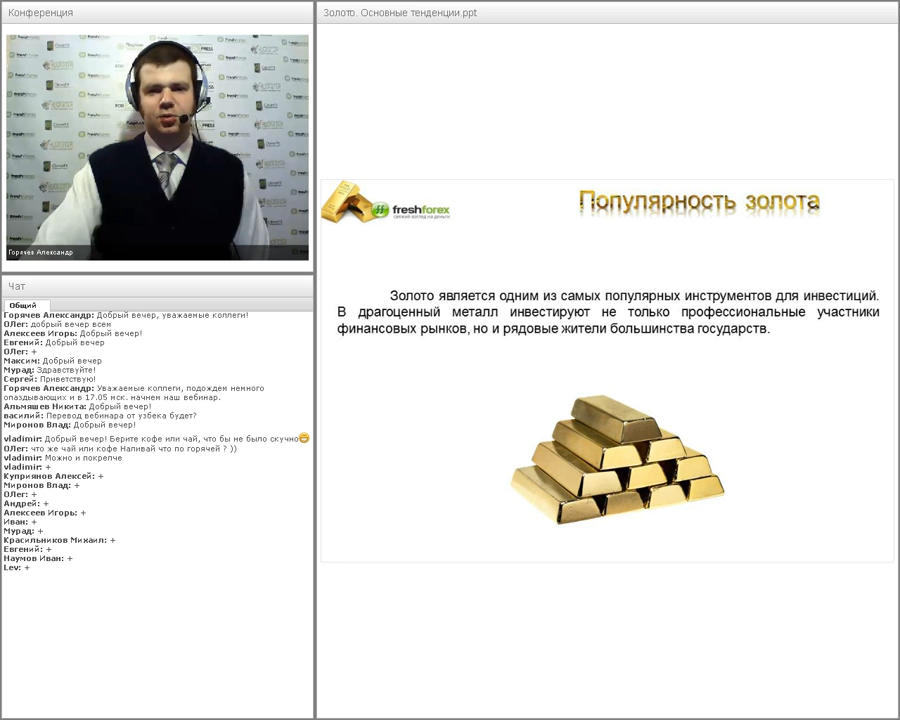 Конференция
freshforex
PRESS
Горячев Александр
Чат
Общий
Горячев Александр: Добрый вечер, уважаемые коллеги!
ОЛег: добрый вечер всем
Алексеев Игорь: Добрый вечер!
Евгений: Добрый вечер
ОЛег: +
Максим: Добрый вечер
Мурад: Здравствуйте!
Сергей: Приветствую!
Горячев Александр: Уважаемые коллеги, подождем немного
опаздывающих и в 17.05 мск. начнем наш вебинар.
Альмяшев Никита: Добрый вечер!
василий: Перевод вебинара от узбека будет?
Миронов Влад: Добрый вечер!
vladimir: Добрый вечер! Берите кофе или чай, что бы не было скучно
ОЛег: что же чай или кофе Наливай что по горячей ? ))
vladimir: Можно и покрепче
vladimir: +
Куприянов Алексей: +
Миронов Влад: +
ОЛег: +
Андрей: +
Алексеев Игорь: +
Иван: +
Мурад: +
Красильников Михаил: +
Евгений: +
Наумов Иван: +
Lev: +
Золото. Основные тенденции.ppt
freshforex
свежий взгляд на деньги
Популярность золота
Золото является одним из самых популярных инструментов для инвестиций.
В драгоценный металл инвестируют не только профессиональные участники
финансовых рынков, но и рядовые жители большинства государств.